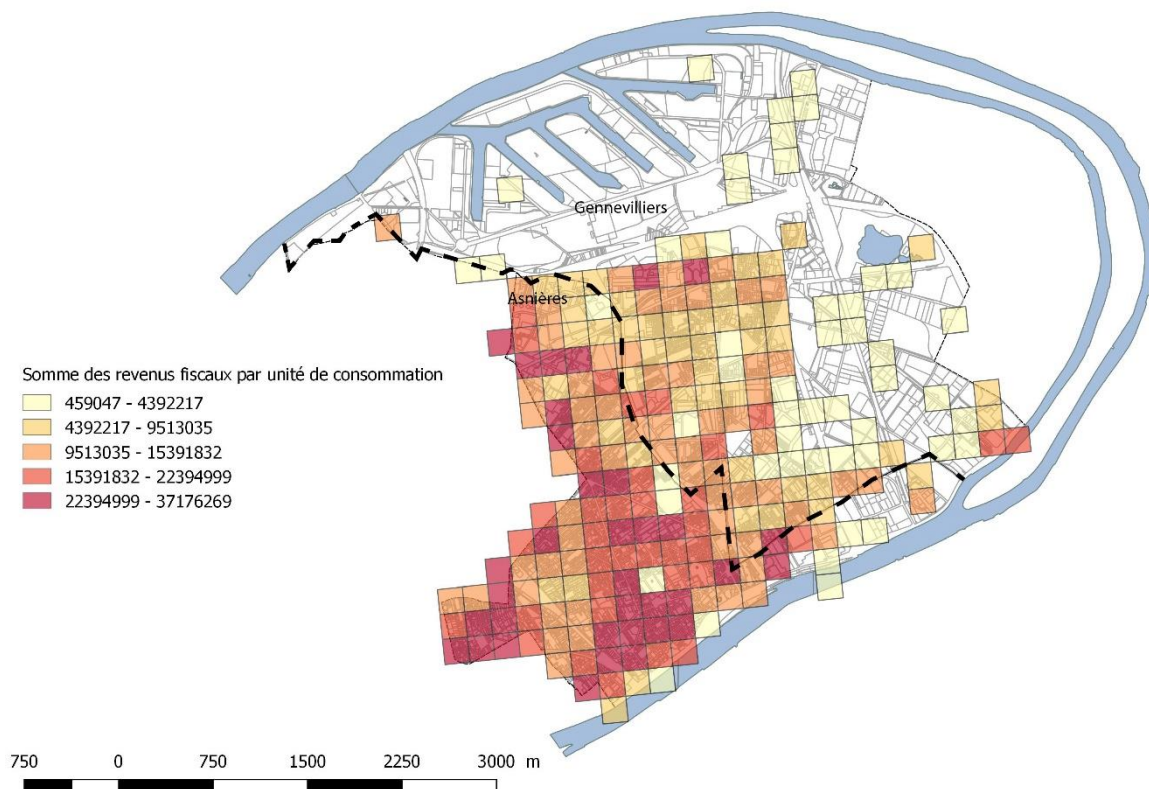 Gennevilliers
Asnières
Somme des revenus fiscaux par unité de consommation
459047 - 4392217
4392217 - 9513035
9513035 - 15391832
15391832 - 22394999
22394999 - 37176269
750 0 750 1500 2250 3000 m